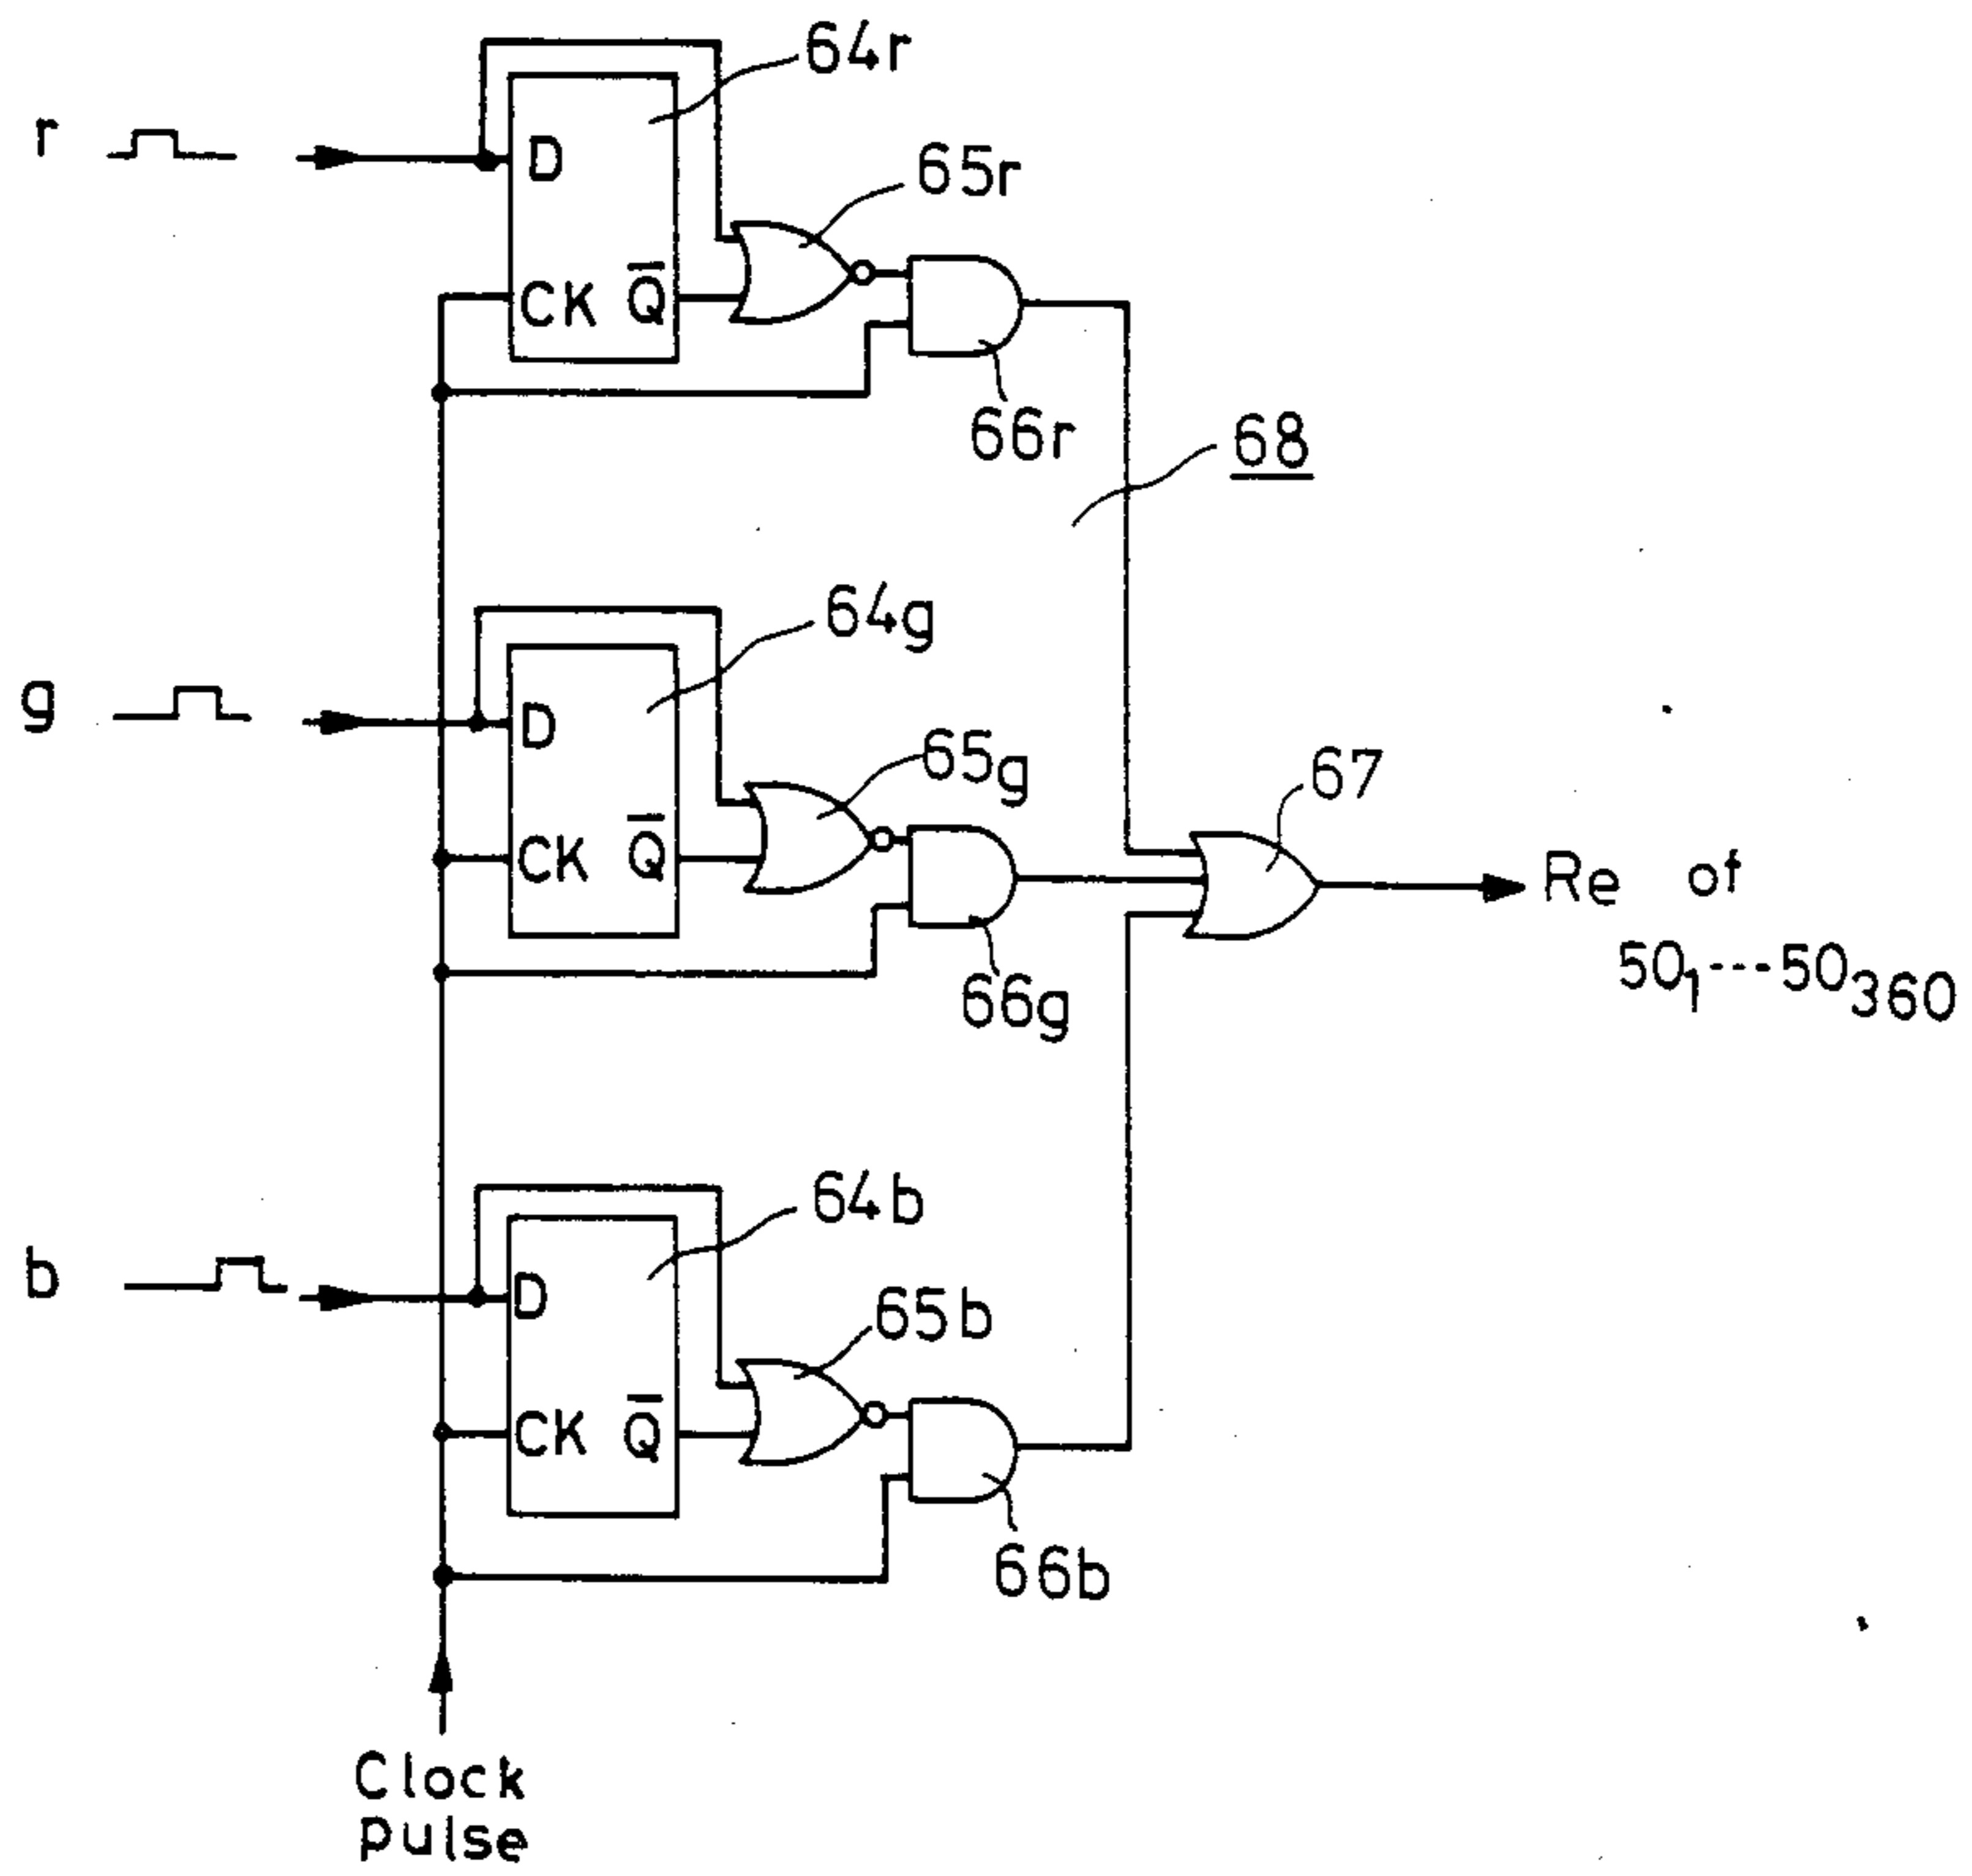 64r
r
D
65r
CK Q̅
66r
68
64g
g
D
65g
67
CK Q̅
Re of
50₁---50₃₆₀
66g
64b
b
D
65b
CK Q̅
66b
Clock
pulse